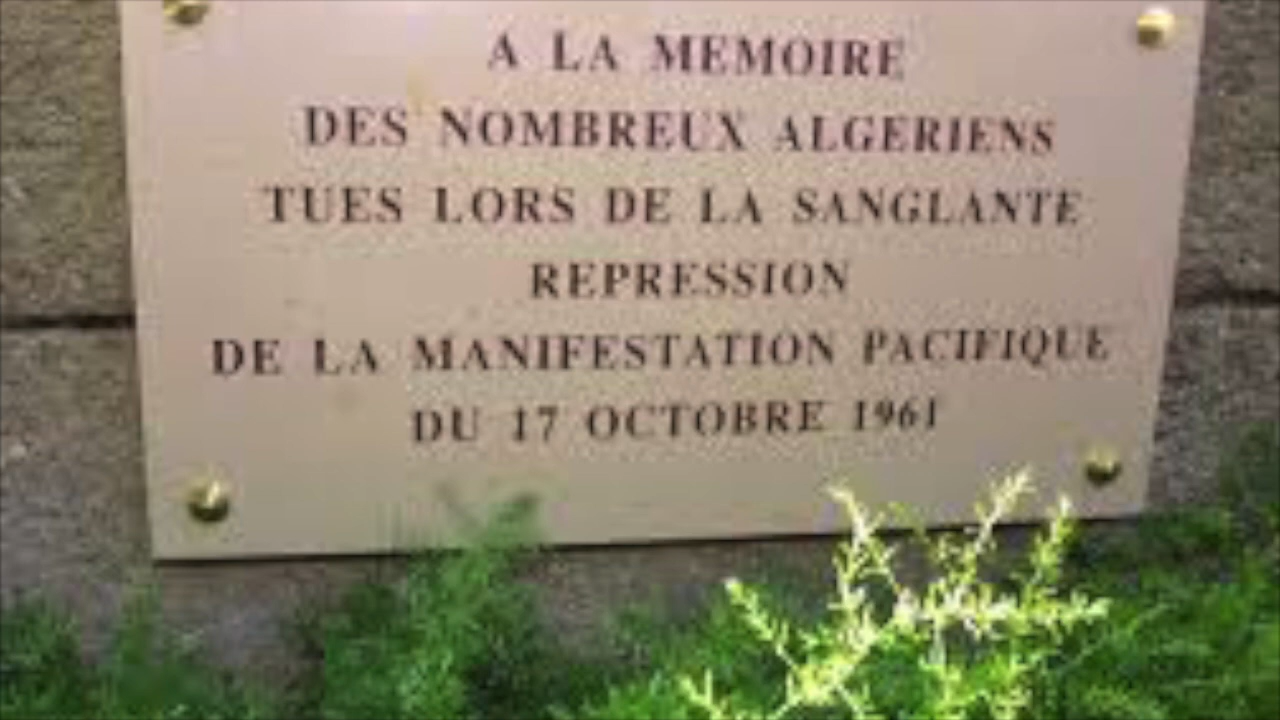 A LA MEMOIRE
DES NOMBREUX ALGERIENS
TUES LORS DE LA SANGLANTE
REPRESSION
DE LA MANIFESTATION PACIFIQUE
DU 17 OCTOBRE 1961